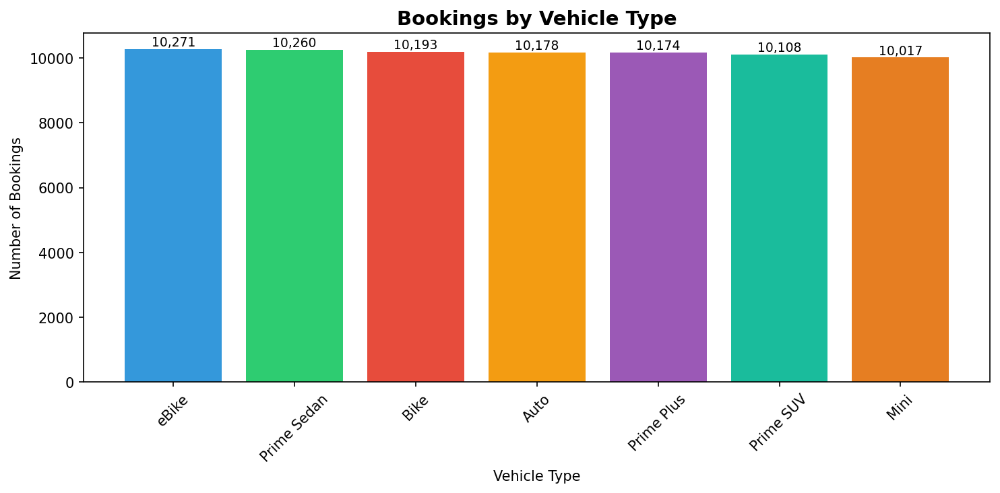 Bookings by Vehicle Type
10,271
10,260
10,193
10,178
10,174
10,108
10,017
10000
8000
6000
4000
2000
0
Number of Bookings
eBike
Prime Sedan
Bike
Auto
Prime Plus
Prime SUV
Mini
Vehicle Type